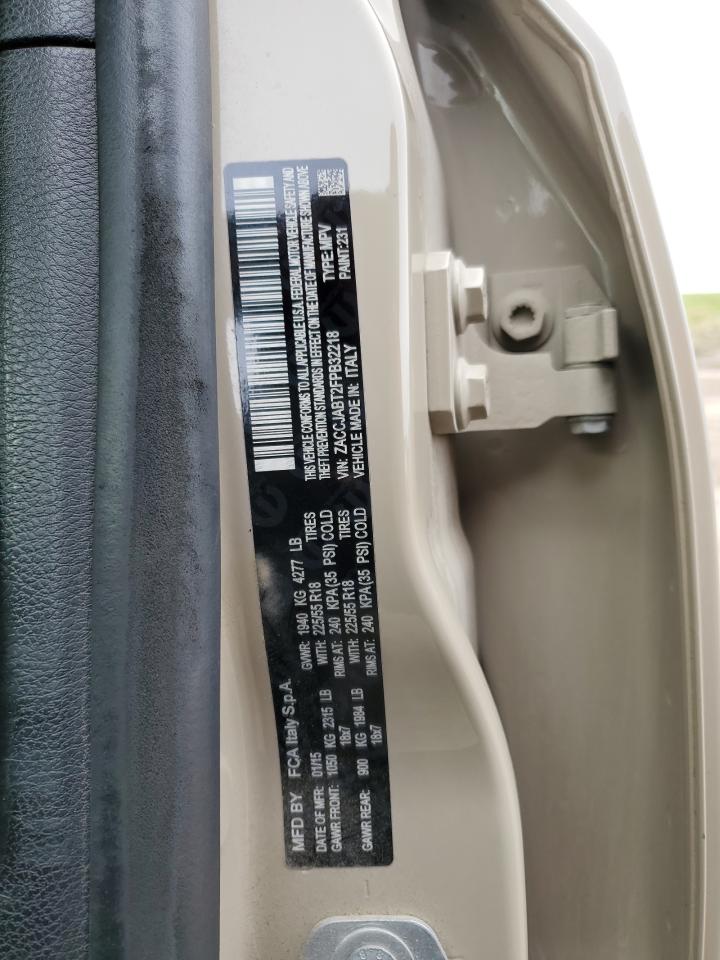 MFD BY FCA Italy S.p.A.
DATE OF MFR: 01/15 GVWR: 1940 KG 4277 LB
GAWR FRONT: 1050 KG 2315 LB WITH: 225/55 R18 TIRES
18x7 RIMS AT: 240 KPA(35 PSI) COLD
GAWR REAR: 900 KG 1984 LB WITH: 225/55 R18 TIRES
18x7 RIMS AT: 240 KPA(35 PSI) COLD
THIS VEHICLE CONFORMS TO ALL APPLICABLE U.S.A. FEDERAL MOTOR VEHICLE SAFETY AND
THEFT PREVENTION STANDARDS IN EFFECT ON THE DATE OF MANUFACTURE SHOWN ABOVE
VIN: ZACCJABT2FPB32218 TYPE:MPV
VEHICLE MADE IN: ITALY PAINT:231